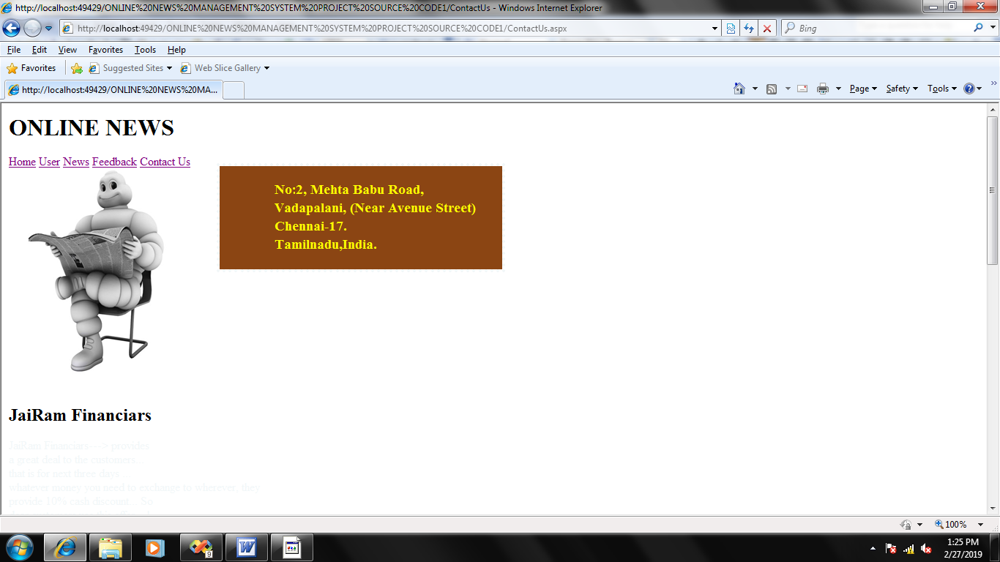 http://localhost:49429/ONLINE%20NEWS%20MANAGEMENT%20SYSTEM%20PROJECT%20SOURCE%20CODE1/ContactUs - Windows Internet Explorer
http://localhost:49429/ONLINE%20NEWS%20MANAGEMENT%20SYSTEM%20PROJECT%20SOURCE%20CODE1/ContactUs.aspx
Bing
File Edit View Favorites Tools Help
Favorites Suggested Sites Web Slice Gallery
http://localhost:49429/ONLINE%20NEWS%20MA...
Page Safety Tools
ONLINE NEWS
Home User News Feedback Contact Us
No:2, Mehta Babu Road,
Vadapalani, (Near Avenue Street)
Chennai-17.
Tamilnadu,India.
JaiRam Financiars
JaiRam Financiars---> provides
a great deal to the customers...
that is for next three days...
whatever money you need to exchange to wherever, they
provide 10% cash discount... So
100%
9
1:25 PM
2/27/2019